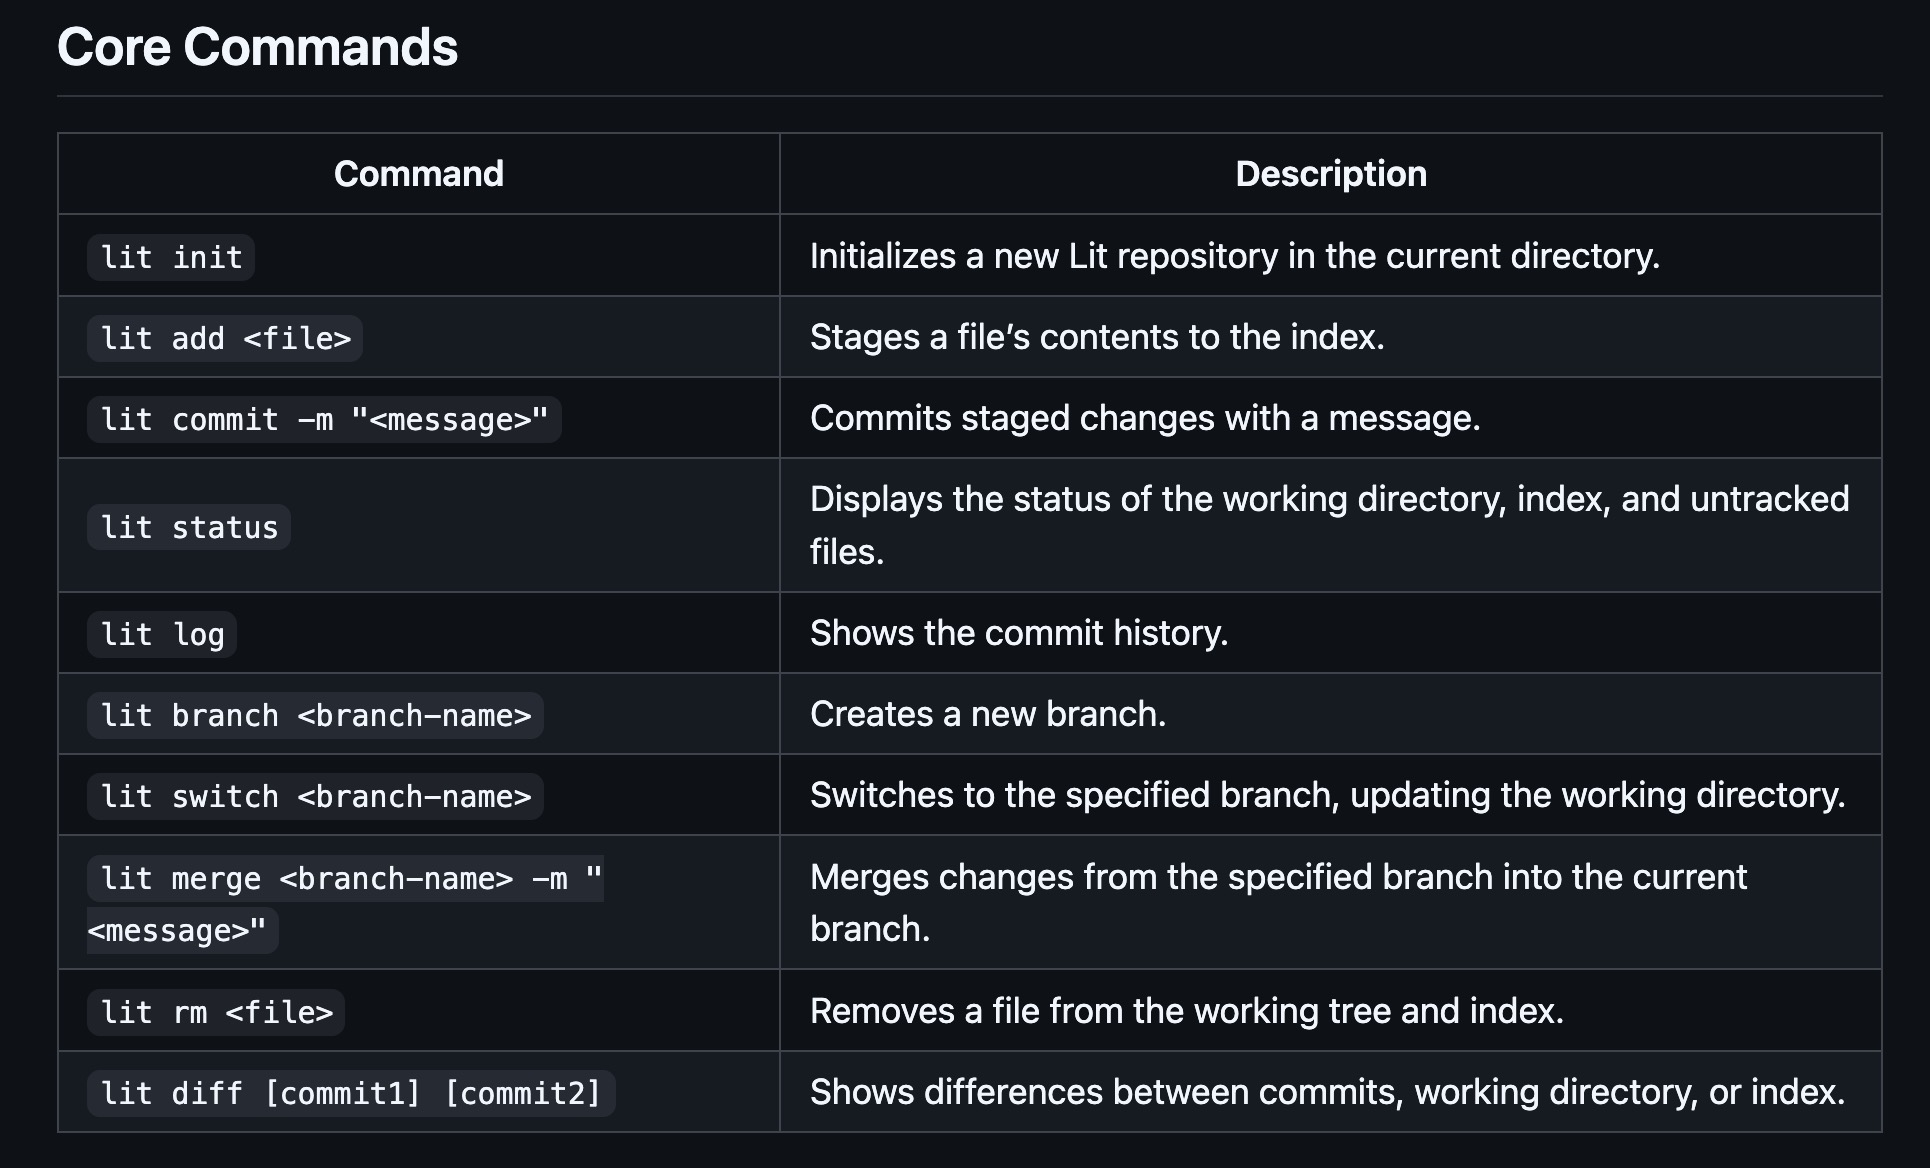 Core Commands
Command Description
lit init Initializes a new Lit repository in the current directory.
lit add <file> Stages a file’s contents to the index.
lit commit -m "<message>" Commits staged changes with a message.
lit status Displays the status of the working directory, index, and untracked
files.
lit log Shows the commit history.
lit branch <branch-name> Creates a new branch.
lit switch <branch-name> Switches to the specified branch, updating the working directory.
lit merge <branch-name> -m " Merges changes from the specified branch into the current
<message>" branch.
lit rm <file> Removes a file from the working tree and index.
lit diff [commit1] [commit2] Shows differences between commits, working directory, or index.